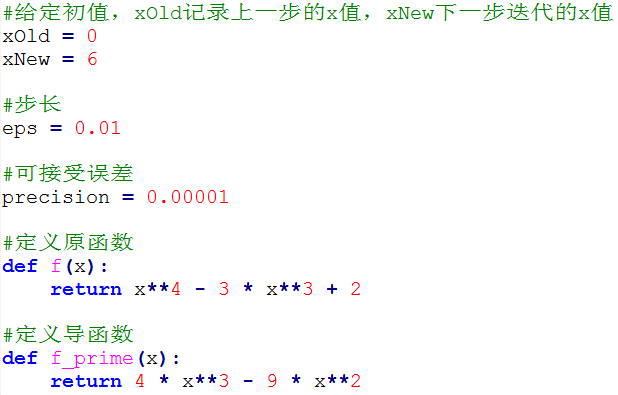 #给定初值，xOld记录上一步的x值，xNew下一步迭代的x值
xOld = 0
xNew = 6
#步长
eps = 0.01
#可接受误差
precision = 0.00001
#定义原函数
def f(x):
    return x**4 - 3 * x**3 + 2
#定义导函数
def f_prime(x):
    return 4 * x**3 - 9 * x**2